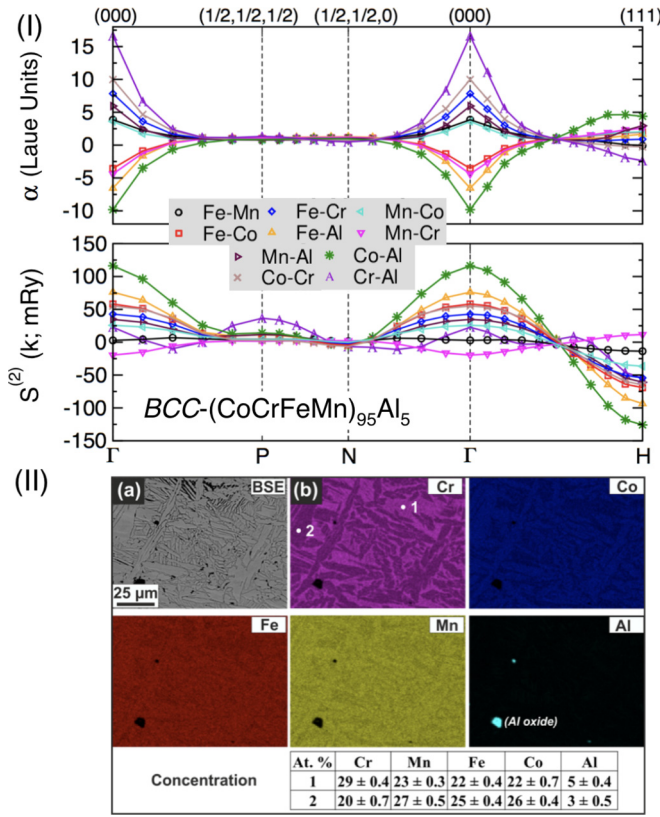 (I)
(000) (1/2,1/2,1/2) (1/2,1/2,0) (000) (111)
α (Laue Units)
15
10
5
0
-5
-10
Fe-Mn Fe-Cr Mn-Co
Fe-Co Fe-Al Mn-Cr
Mn-Al Co-Al
Co-Cr Cr-Al
S(2) (k; mRy)
150
100
50
0
-50
-100
-150
BCC-(CoCrFeMn)95Al5
Γ P N Γ H
(II)
(a) BSE (b) Cr Co
1
2
25 µm
Fe Mn Al
(Al oxide)
Concentration
At. % Cr Mn Fe Co Al
1 29 ± 0.4 23 ± 0.3 22 ± 0.4 22 ± 0.7 5 ± 0.4
2 20 ± 0.7 27 ± 0.5 25 ± 0.4 26 ± 0.4 3 ± 0.5